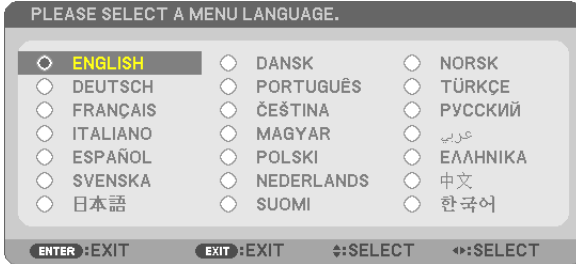 PLEASE SELECT A MENU LANGUAGE.
ENGLISH DANSK NORSK
DEUTSCH PORTUGUÊS TÜRKÇE
FRANÇAIS ČEŠTINA РУССКИЙ
ITALIANO MAGYAR عربي
ESPAÑOL POLSKI ΕΛΛΗΝΙΚΑ
SVENSKA NEDERLANDS 中文
日本語 SUOMI 한국어
ENTER :EXIT EXIT :EXIT :SELECT :SELECT